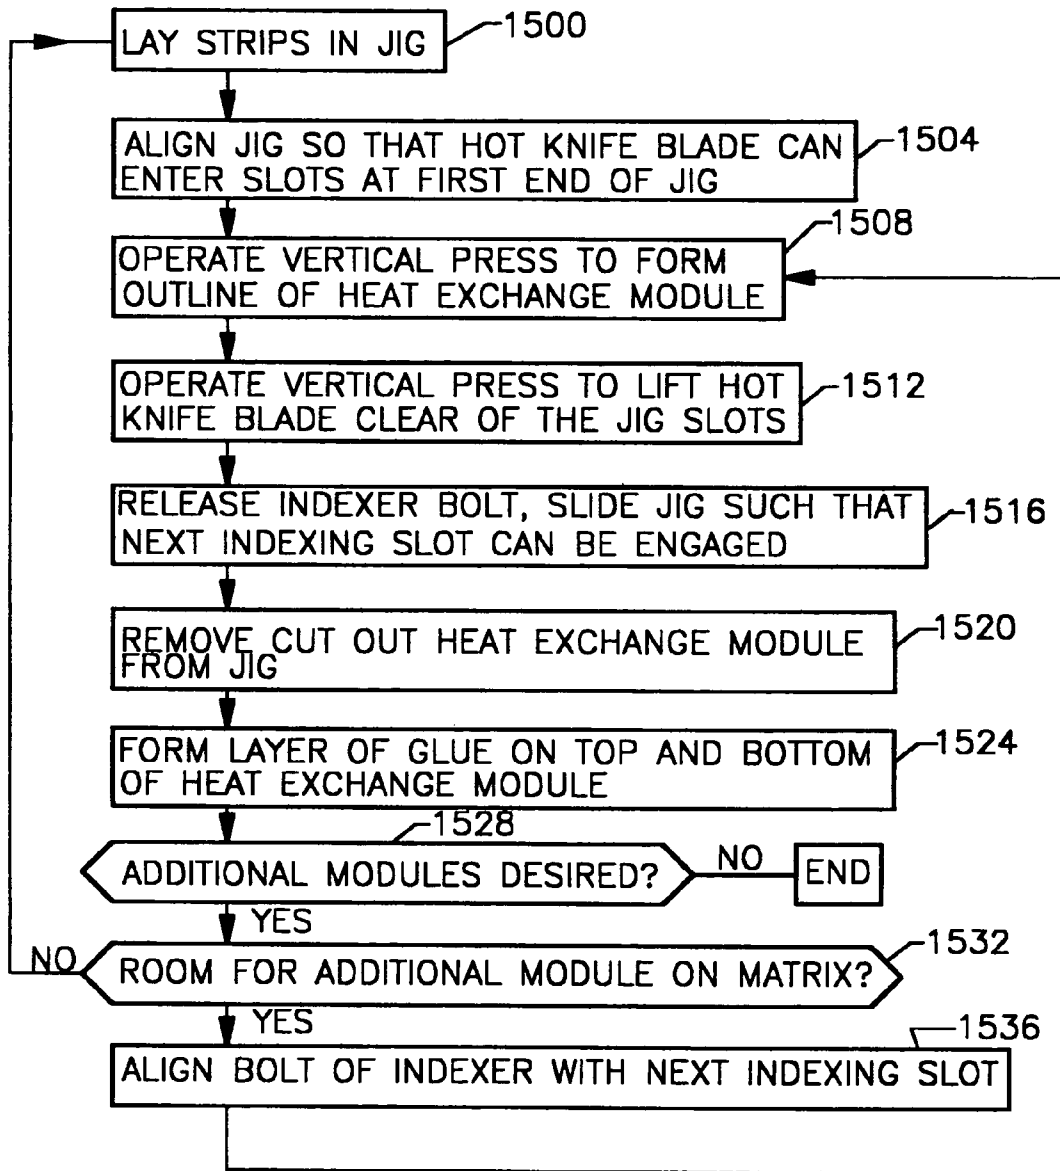 LAY STRIPS IN JIG
1500
ALIGN JIG SO THAT HOT KNIFE BLADE CAN
ENTER SLOTS AT FIRST END OF JIG
1504
OPERATE VERTICAL PRESS TO FORM
OUTLINE OF HEAT EXCHANGE MODULE
1508
OPERATE VERTICAL PRESS TO LIFT HOT
KNIFE BLADE CLEAR OF THE JIG SLOTS
1512
RELEASE INDEXER BOLT, SLIDE JIG SUCH THAT
NEXT INDEXING SLOT CAN BE ENGAGED
1516
REMOVE CUT OUT HEAT EXCHANGE MODULE
FROM JIG
1520
FORM LAYER OF GLUE ON TOP AND BOTTOM
OF HEAT EXCHANGE MODULE
1524
1528
ADDITIONAL MODULES DESIRED?
NO
END
YES
NO
ROOM FOR ADDITIONAL MODULE ON MATRIX?
1532
YES
1536
ALIGN BOLT OF INDEXER WITH NEXT INDEXING SLOT